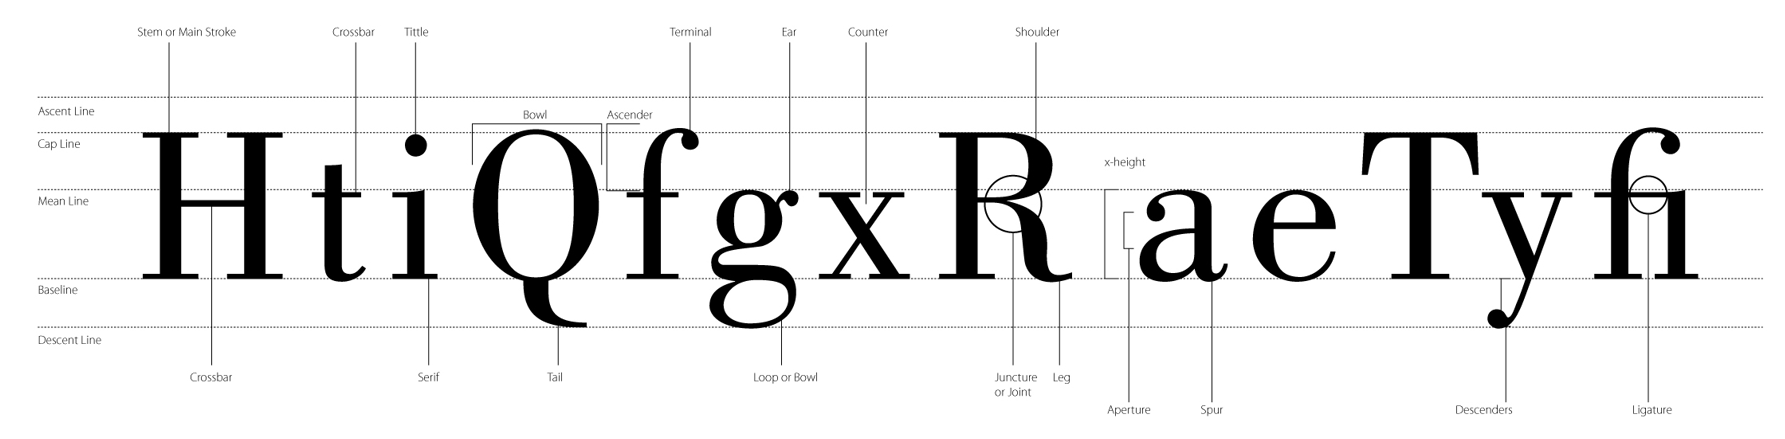 Stem or Main Stroke
Crossbar
Tittle
Terminal
Ear
Counter
Shoulder
Ascent Line
Bowl
Ascender
Cap Line
x-height
Mean Line
HtiQfgxRaeTyfi
Baseline
Descent Line
Crossbar
Serif
Tail
Loop or Bowl
Juncture
or Joint
Leg
Aperture
Spur
Descenders
Ligature